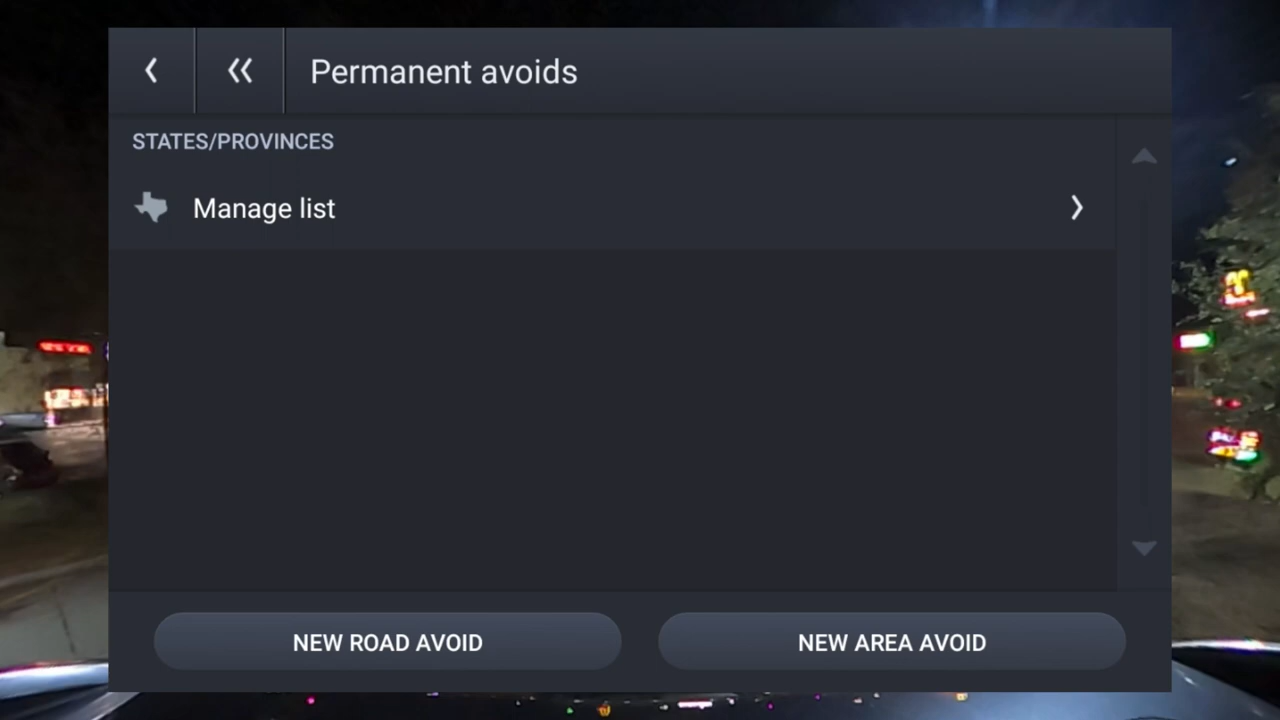 Permanent avoids
STATES/PROVINCES
Manage list
NEW ROAD AVOID
NEW AREA AVOID